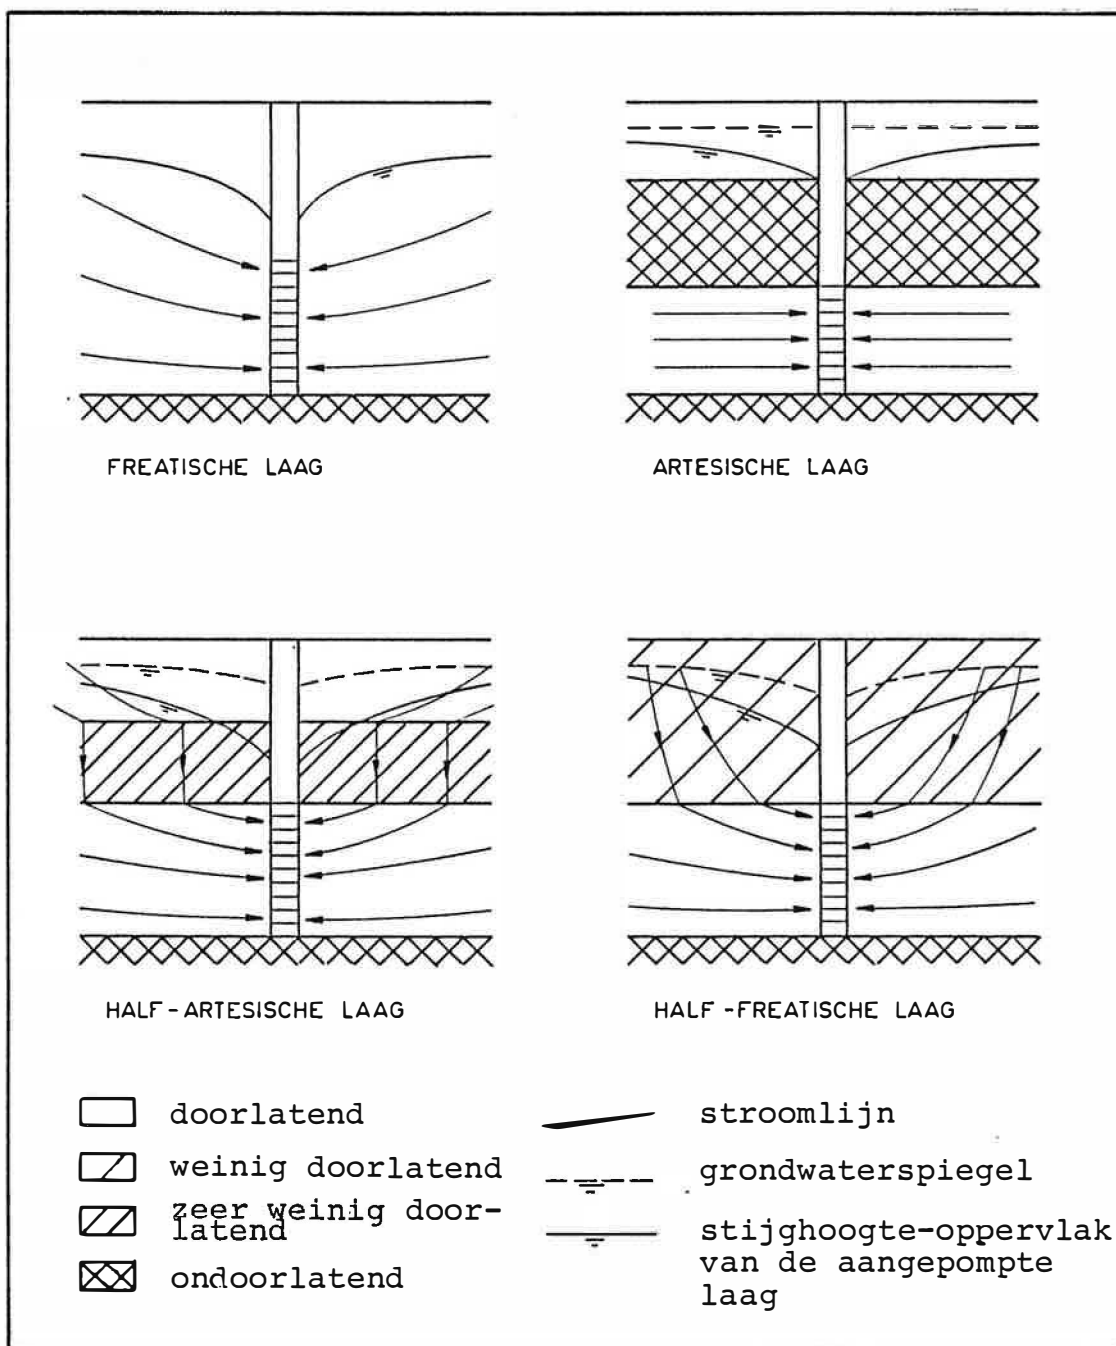 FREATISCHE LAAG
ARTESISCHE LAAG
HALF-ARTESISCHE LAAG
HALF-FREATISCHE LAAG
doorlatend
weinig doorlatend
zeer weinig door-
latend
ondoorlatend
stroomlijn
grondwaterspiegel
stijghoogte-oppervlak
van de aangepompte
laag